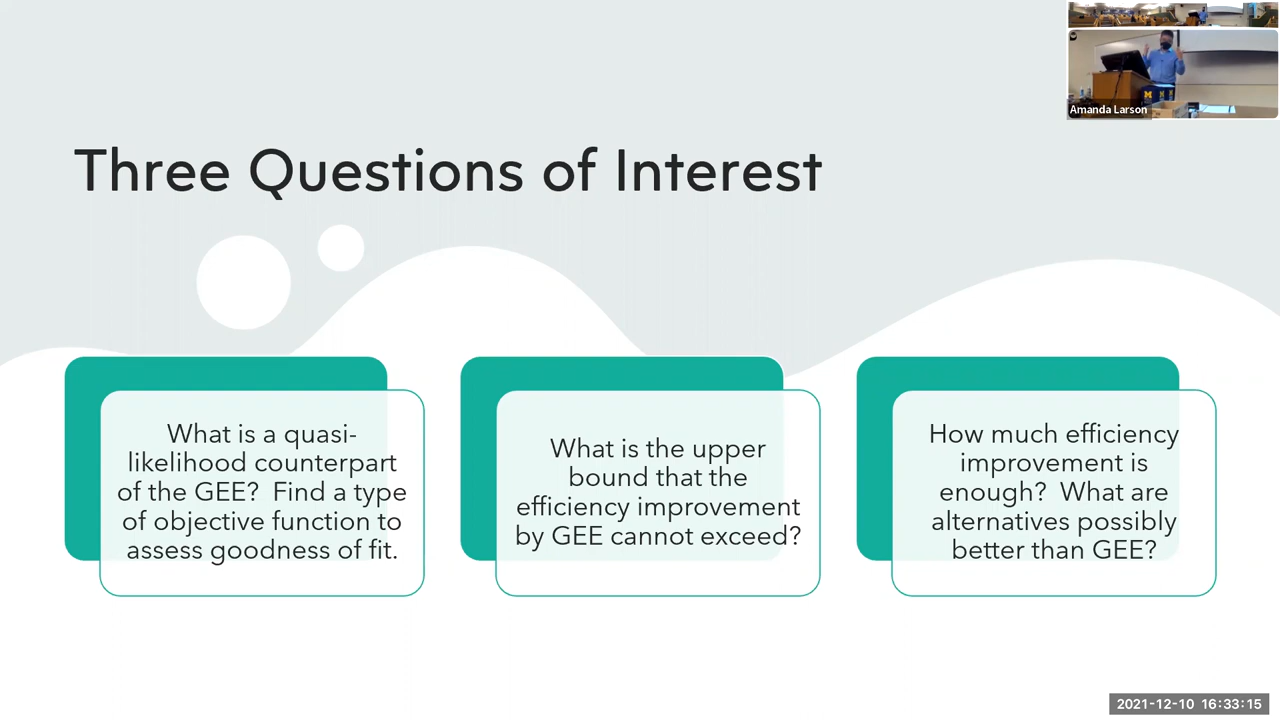 Amanda Larson
Three Questions of Interest
What is a quasi-
likelihood counterpart
of the GEE?  Find a type
of objective function to
assess goodness of fit.
What is the upper
bound that the
efficiency improvement
by GEE cannot exceed?
How much efficiency
improvement is
enough?  What are
alternatives possibly
better than GEE?
2021-12-10 16:33:15